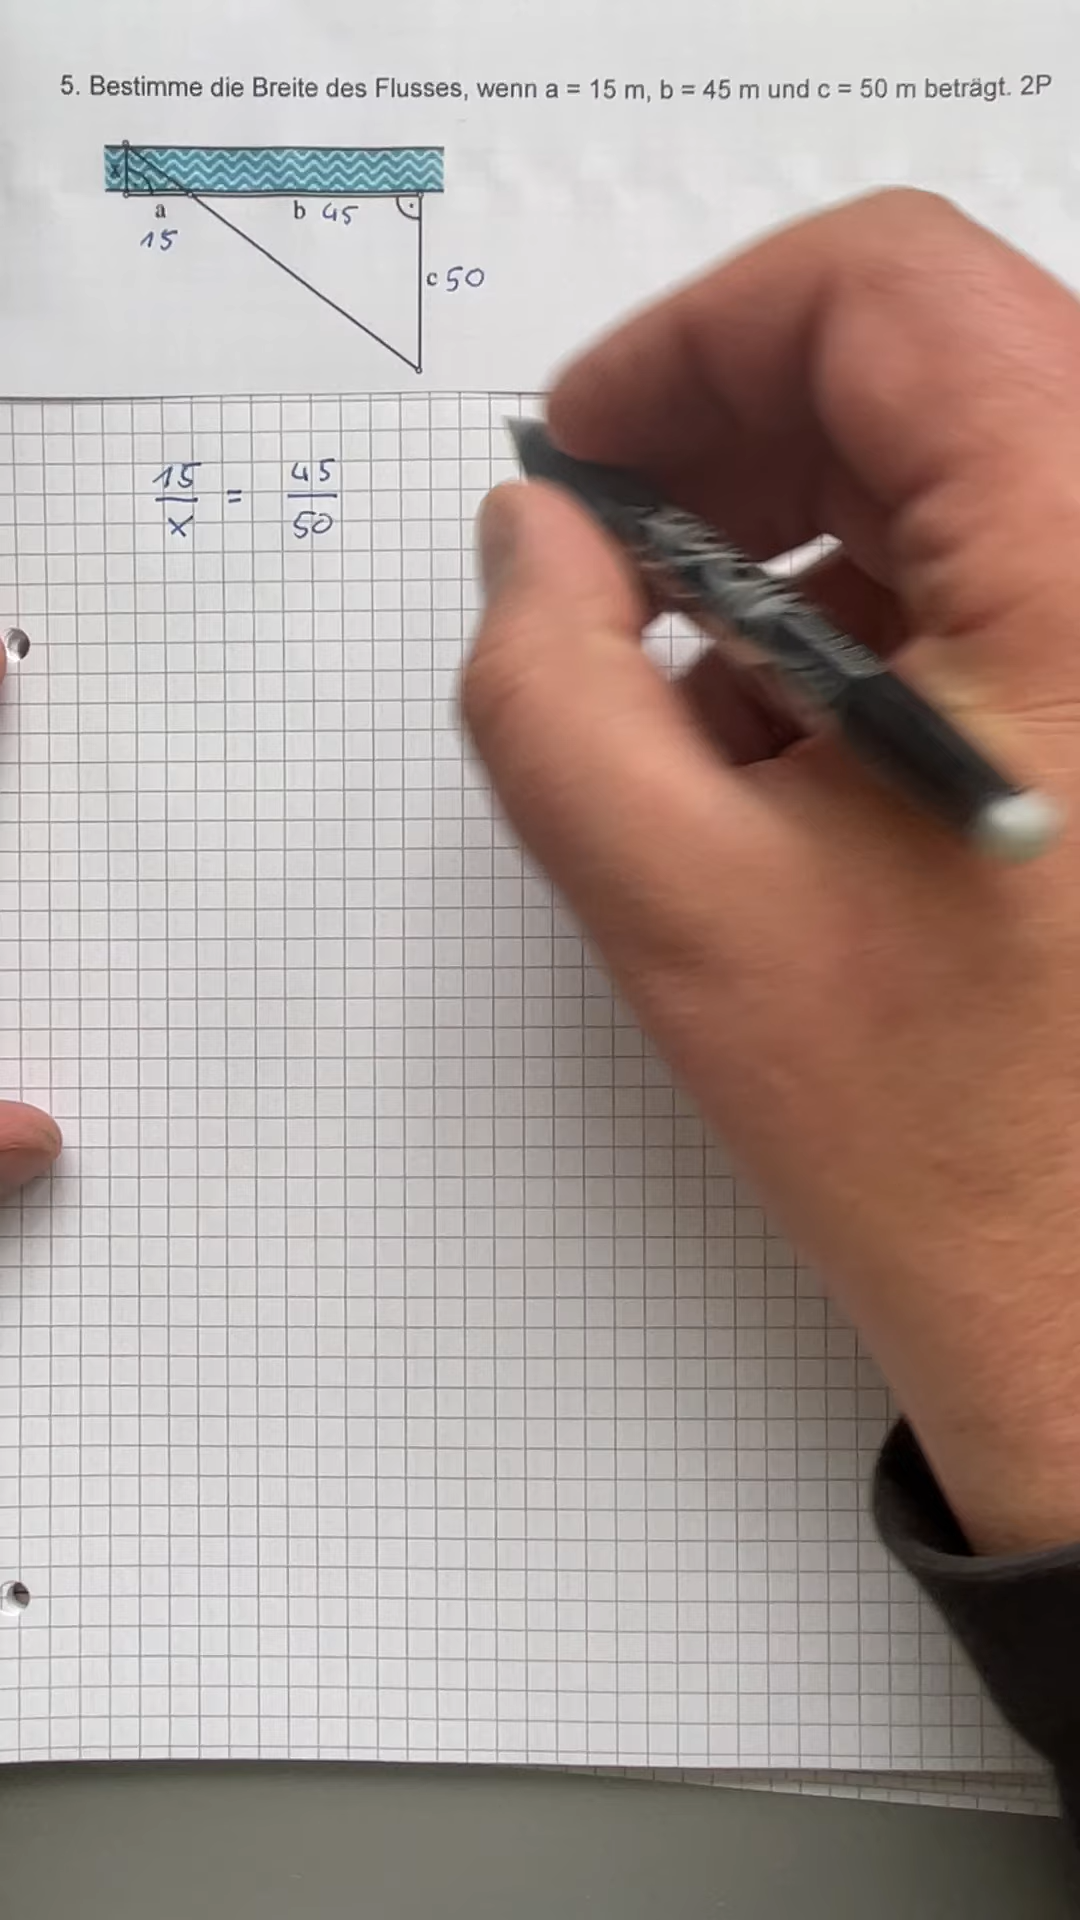 5. Bestimme die Breite des Flusses, wenn a = 15 m, b = 45 m und c = 50 m beträgt. 2P
x
a
b 45
15
c 50
15 = 45
x 50